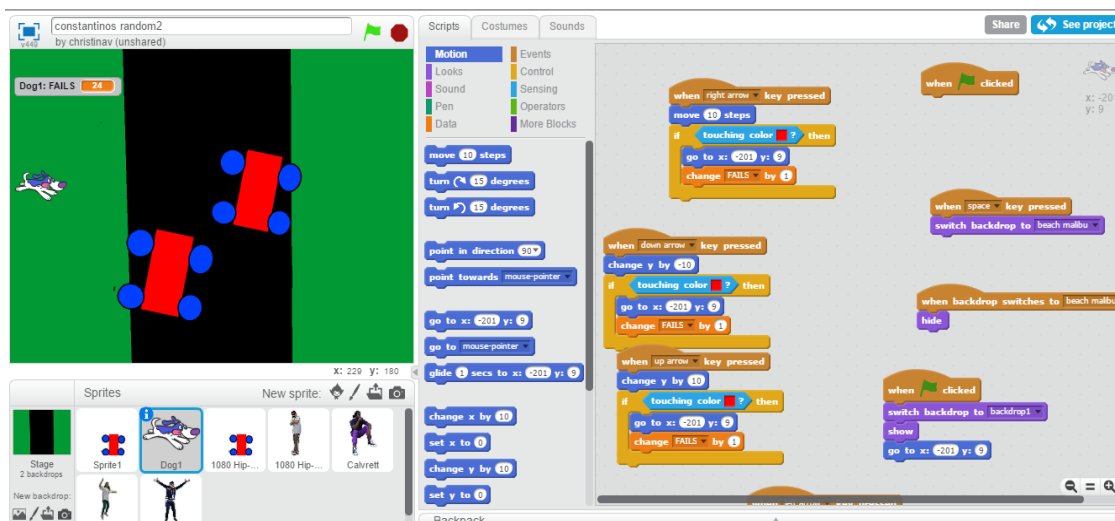 constantinos random2
v449
by christinav (unshared)
Dog1: FAILS 24
x: 229 y: 180
Sprites
New sprite:
Stage
2 backdrops
New backdrop:
Sprite1
Dog1
1080 Hip-...
1080 Hip-...
Calvrett
Scripts
Costumes
Sounds
Share
See project
Motion
Looks
Sound
Pen
Data
Events
Control
Sensing
Operators
More Blocks
move 10 steps
turn 15 degrees
turn 15 degrees
point in direction 90
point towards mouse-pointer
go to x: -201 y: 9
go to mouse-pointer
glide 1 secs to x: -201 y: 9
change x by 10
set x to 0
change y by 10
set y to 0
when right arrow key pressed
move 10 steps
if touching color ? then
go to x: -201 y: 9
change FAILS by 1
when down arrow key pressed
change y by -10
if touching color ? then
go to x: -201 y: 9
change FAILS by 1
when up arrow key pressed
change y by 10
if touching color ? then
go to x: -201 y: 9
change FAILS by 1
when clicked
x: -20
y: 9
when space key pressed
switch backdrop to beach malibu
when backdrop switches to beach malibu
hide
when clicked
switch backdrop to backdrop1
show
go to x: -201 y: 9
Backpack